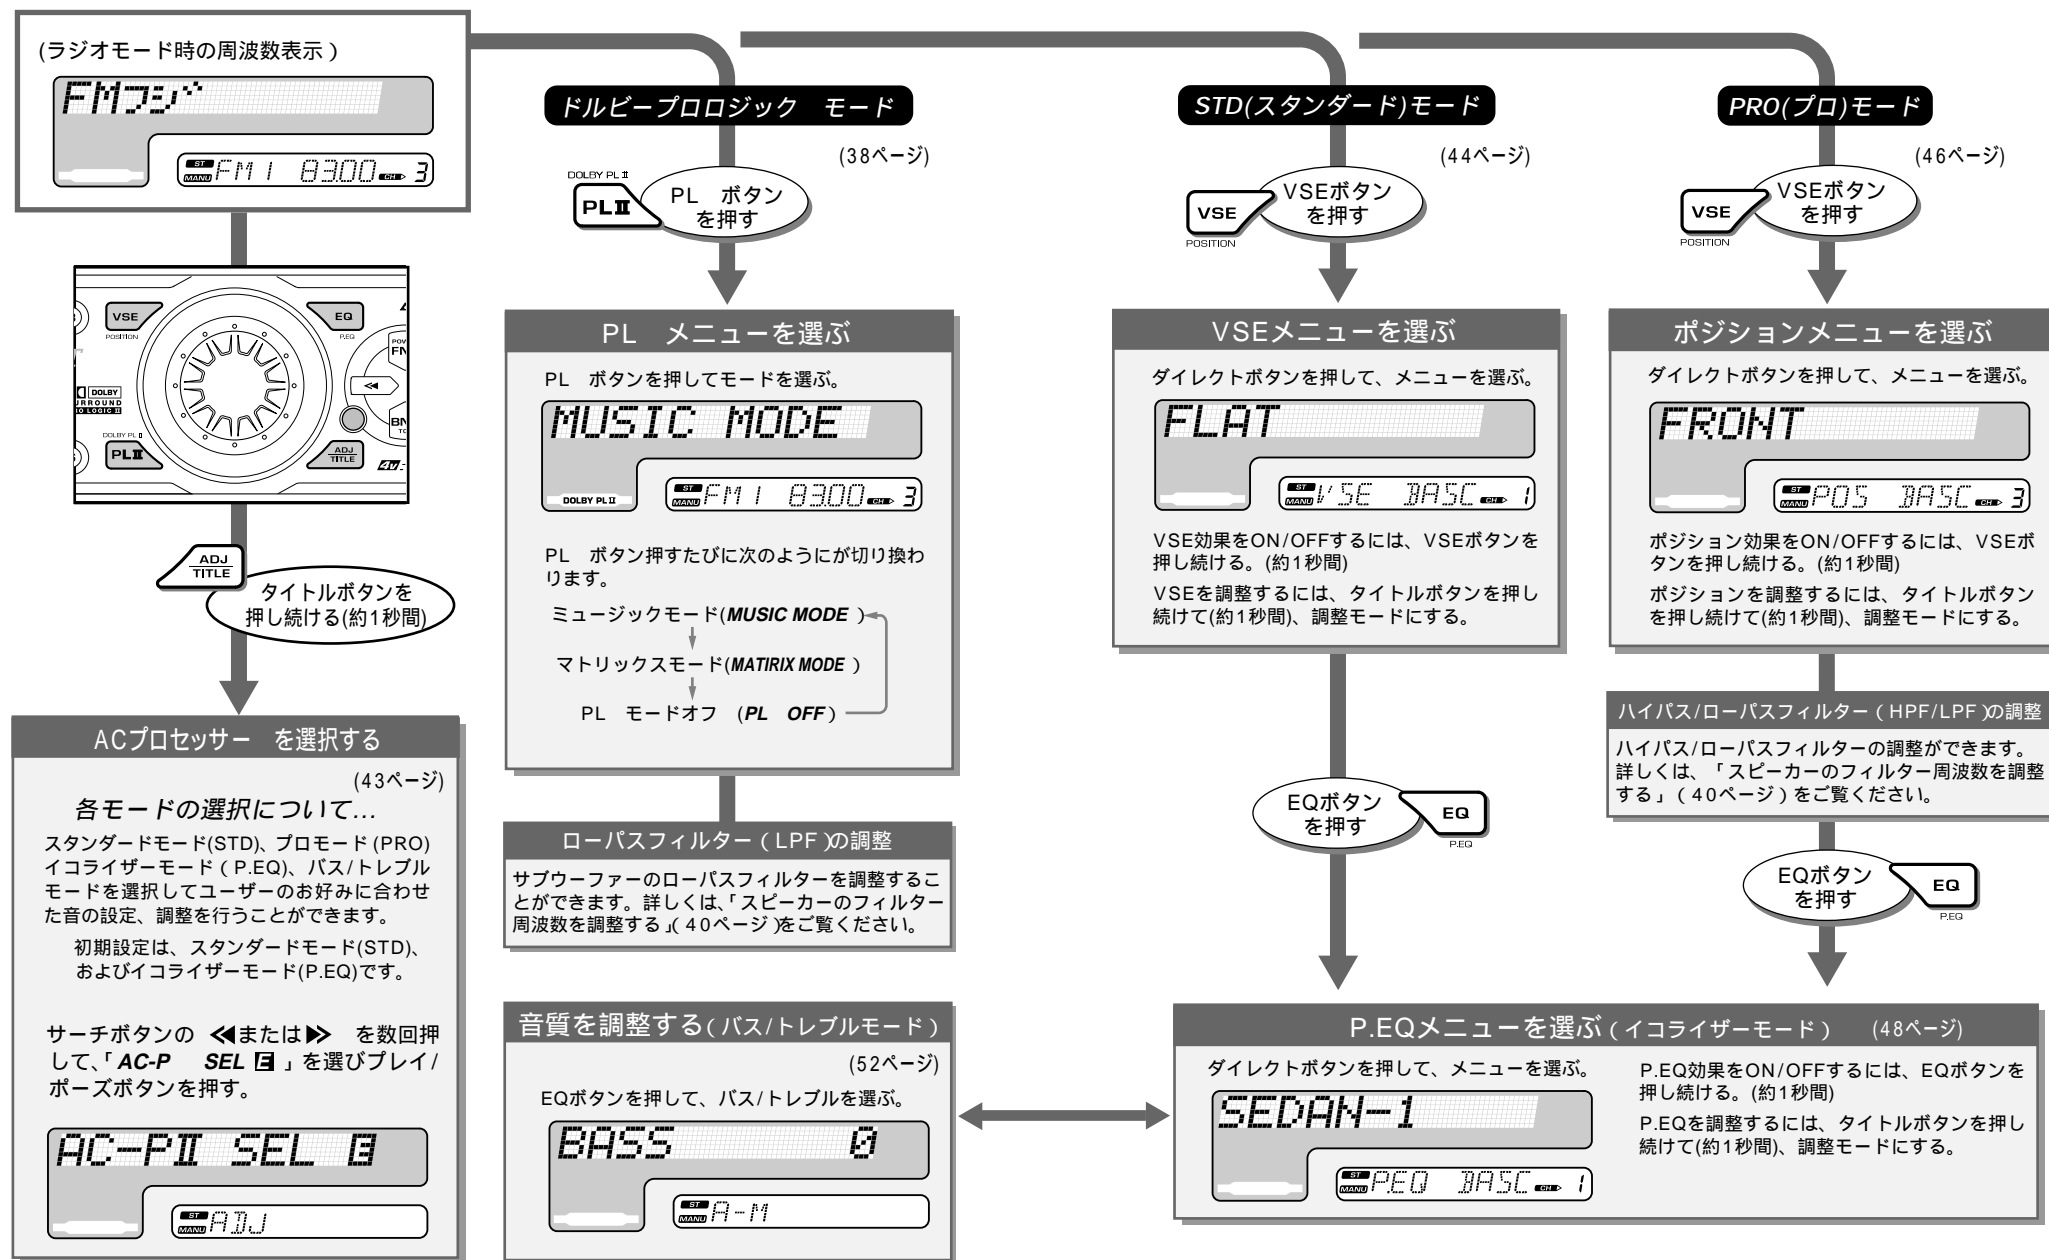 (ラジオモード時の周波数表示 )
FMフジ
ST
MANU FM 1 83.00 CH 3
VSE
POSITION
EQ
P.EQ
POW
FN
DOLBY
SURROUND
PRO LOGIC II
DOLBY PL II
PLII
ADJ
TITLE
BN
TO
4v
ADJ
TITLE
タイトルボタンを
押し続ける(約1秒間)
ACプロセッサー を選択する
(43ページ)
各モードの選択について...
スタンダードモード(STD)、プロモード (PRO)
イコライザーモード ( P.EQ)、バス/トレブル
モードを選択してユーザーのお好みに合わせ
た音の設定、調整を行うことができます。
初期設定は、スタンダードモード(STD)、
およびイコライザーモード(P.EQ)です。
サーチボタンの ≪または≫ を数回押
して、「 AC-P SEL E 」を選びプレイ/
ポーズボタンを押す。
AC-PII SEL E
ST
MANU ADJ
ドルビープロロジック モード
(38ページ)
DOLBY PL II
PLII
PL ボタン
を押す
PL メニューを選ぶ
PL ボタンを押してモードを選ぶ。
MUSIC MODE
DOLBY PL II
ST
MANU FM 1 83.00 CH 3
PL ボタン押すたびに次のようにが切り換わ
ります。
ミュージックモード(MUSIC MODE )
マトリックスモード(MATIRIX MODE )
PL モードオフ (PL OFF)
ローパスフィルター ( LPF )の調整
サブウーファーのローパスフィルターを調整するこ
とができます。詳しくは、「スピーカーのフィルター
周波数を調整する」( 40ページ )をご覧ください。
音質を調整する( バス/トレブルモード )
(52ページ)
EQボタンを押して、バス/トレブルを選ぶ。
BASS 0
ST
MANU A-M
STD(スタンダード)モード
(44ページ)
VSE
POSITION
VSEボタン
を押す
VSEメニューを選ぶ
ダイレクトボタンを押して、メニューを選ぶ。
FLAT
ST
MANU VSE BASC CH 1
VSE効果をON/OFFするには、VSEボタンを
押し続ける。(約1秒間)
VSEを調整するには、タイトルボタンを押し
続けて(約1秒間)、調整モードにする。
EQボタン
を押す
EQ
P.EQ
PRO(プロ)モード
(46ページ)
VSE
POSITION
VSEボタン
を押す
ポジションメニューを選ぶ
ダイレクトボタンを押して、メニューを選ぶ。
FRONT
ST
MANU POS BASC CH 3
ポジション効果をON/OFFするには、VSEボ
タンを押し続ける。(約1秒間)
ポジションを調整するには、タイトルボタン
を押し続けて(約1秒間)、調整モードにする。
ハイパス/ローパスフィルター ( HPF/LPF )の調整
ハイパス/ローパスフィルターの調整ができます。
詳しくは、「 スピーカーのフィルター周波数を調整
する 」( 40ページ ) をご覧ください。
EQボタン
を押す
EQ
P.EQ
P.EQメニューを選ぶ ( イコライザーモード ) (48ページ)
ダイレクトボタンを押して、メニューを選ぶ。
SEDAN-1
ST
MANU P.EQ BASC CH 1
P.EQ効果をON/OFFするには、EQボタンを
押し続ける。(約1秒間)
P.EQを調整するには、タイトルボタンを押し
続けて(約1秒間)、調整モードにする。